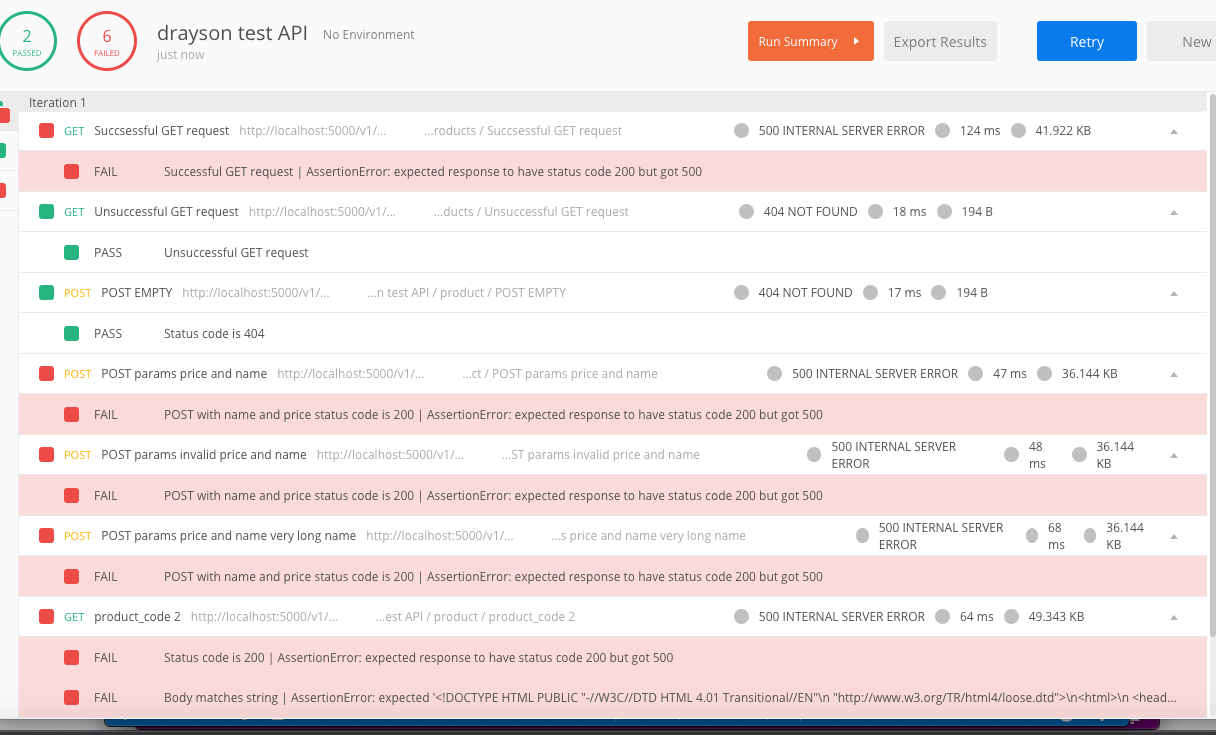 2 PASSED
6 FAILED
drayson test API No Environment
just now
Run Summary
Export Results
Retry
New
Iteration 1
GET Succsessful GET request http://localhost:5000/v1/... ...roducts / Succsessful GET request 500 INTERNAL SERVER ERROR 124 ms 41.922 KB
FAIL Successful GET request | AssertionError: expected response to have status code 200 but got 500
GET Unsuccessful GET request http://localhost:5000/v1/... ...ducts / Unsuccessful GET request 404 NOT FOUND 18 ms 194 B
PASS Unsuccessful GET request
POST POST EMPTY http://localhost:5000/v1/... ...n test API / product / POST EMPTY 404 NOT FOUND 17 ms 194 B
PASS Status code is 404
POST POST params price and name http://localhost:5000/v1/... ...ct / POST params price and name 500 INTERNAL SERVER ERROR 47 ms 36.144 KB
FAIL POST with name and price status code is 200 | AssertionError: expected response to have status code 200 but got 500
POST POST params invalid price and name http://localhost:5000/v1/... ...ST params invalid price and name 500 INTERNAL SERVER ERROR 48 ms 36.144 KB
FAIL POST with name and price status code is 200 | AssertionError: expected response to have status code 200 but got 500
POST POST params price and name very long name http://localhost:5000/v1/... ...s price and name very long name 500 INTERNAL SERVER ERROR 68 ms 36.144 KB
FAIL POST with name and price status code is 200 | AssertionError: expected response to have status code 200 but got 500
GET product_code 2 http://localhost:5000/v1/... ...est API / product / product_code 2 500 INTERNAL SERVER ERROR 64 ms 49.343 KB
FAIL Status code is 200 | AssertionError: expected response to have status code 200 but got 500
FAIL Body matches string | AssertionError: expected '<!DOCTYPE HTML PUBLIC "-//W3C//DTD HTML 4.01 Transitional//EN"\n "http://www.w3.org/TR/html4/loose.dtd">\n<html>\n <head...